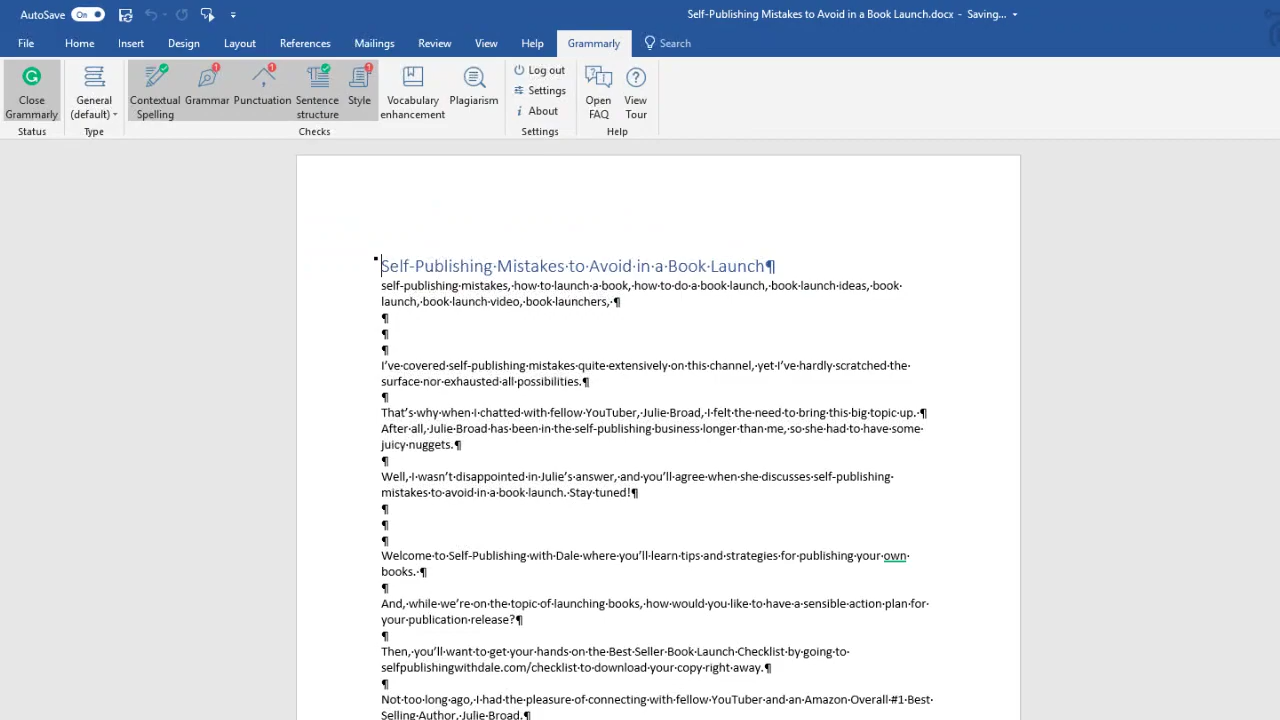 AutoSave On
Self-Publishing Mistakes to Avoid in a Book Launch.docx - Saving...
File Home Insert Design Layout References Mailings Review View Help Grammarly Search
Close Grammarly
General (default)
Contextual Spelling
1
Grammar
1
Punctuation
Sentence structure
1
Style
Vocabulary enhancement
Plagiarism
Log out
Settings
About
Open FAQ
View Tour
Status Type Checks Settings Help
Self-Publishing·Mistakes·to·Avoid·in·a·Book·Launch¶
self-publishing·mistakes,·how·to·launch·a·book,·how·to·do·a·book·launch,·book·launch·ideas,·book·
launch,·book·launch·video,·book·launchers,·¶
¶
¶
¶
I’ve·covered·self-publishing·mistakes·quite·extensively·on·this·channel,·yet·I’ve·hardly·scratched·the·
surface·nor·exhausted·all·possibilities.¶
¶
That’s·why·when·I·chatted·with·fellow·YouTuber,·Julie·Broad,·I·felt·the·need·to·bring·this·big·topic·up.·¶
After·all,·Julie·Broad·has·been·in·the·self-publishing·business·longer·than·me,·so·she·had·to·have·some·
juicy·nuggets.¶
¶
Well,·I·wasn’t·disappointed·in·Julie’s·answer,·and·you’ll·agree·when·she·discusses·self-publishing·
mistakes·to·avoid·in·a·book·launch.·Stay·tuned!¶
¶
¶
¶
Welcome·to·Self-Publishing·with·Dale·where·you’ll·learn·tips·and·strategies·for·publishing·your·own·
books.·¶
¶
And,·while·we’re·on·the·topic·of·launching·books,·how·would·you·like·to·have·a·sensible·action·plan·for·
your·publication·release?¶
¶
Then,·you’ll·want·to·get·your·hands·on·the·Best·Seller·Book·Launch·Checklist·by·going·to·
selfpublishingwithdale.com/checklist·to·download·your·copy·right·away.¶
¶
Not·too·long·ago,·I·had·the·pleasure·of·connecting·with·fellow·YouTuber·and·an·Amazon·Overall·#1·Best·
Selling·Author,·Julie·Broad.¶